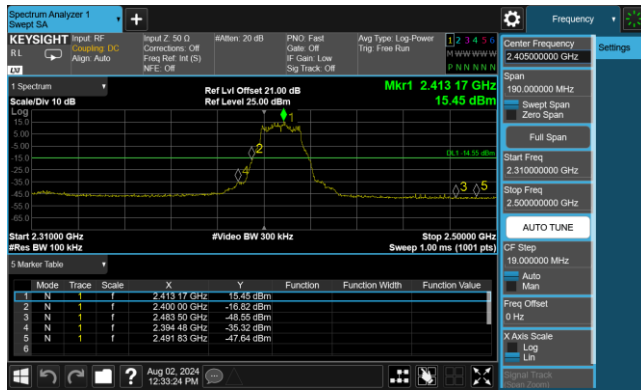 Spectrum Analyzer 1
Swept SA
Frequency
KEYSIGHT
Input: RF
Coupling: DC
Align: Auto
Input Z: 50 Ω
Corrections: Off
Freq Ref: Int (S)
NFE: Off
#Atten: 20 dB
PNO: Fast
Gate: Off
IF Gain: Low
Sig Track: Off
Avg Type: Log-Power
Trig: Free Run
1 2 3 4 5 6
M W W W W W
P N N N N N
RL
LXI
Settings
Center Frequency
2.405000000 GHz
Span
190.000000 MHz
Swept Span
Zero Span
Full Span
Start Freq
2.310000000 GHz
Stop Freq
2.500000000 GHz
AUTO TUNE
CF Step
19.000000 MHz
Auto
Man
Freq Offset
0 Hz
X Axis Scale
Log
Lin
Signal Track
(Span Zoom)
1 Spectrum
Scale/Div 10 dB
Log
Ref Lvl Offset 21.00 dB
Ref Level 25.00 dBm
Mkr1 2.413 17 GHz
15.45 dBm
15.0
5.00
-5.00
-15.0
-25.0
-35.0
-45.0
-55.0
-65.0
1
2
4
3
5
DL1 -14.55 dBm
Start 2.31000 GHz
#Res BW 100 kHz
#Video BW 300 kHz
Stop 2.50000 GHz
Sweep 1.00 ms (1001 pts)
5 Marker Table
Mode Trace Scale X Y Function Function Width Function Value
1 N 1 f 2.413 17 GHz 15.45 dBm
2 N 1 f 2.400 00 GHz -16.82 dBm
3 N 1 f 2.483 50 GHz -48.55 dBm
4 N 1 f 2.394 48 GHz -35.32 dBm
5 N 1 f 2.491 83 GHz -47.64 dBm
6
Aug 02, 2024
12:33:24 PM